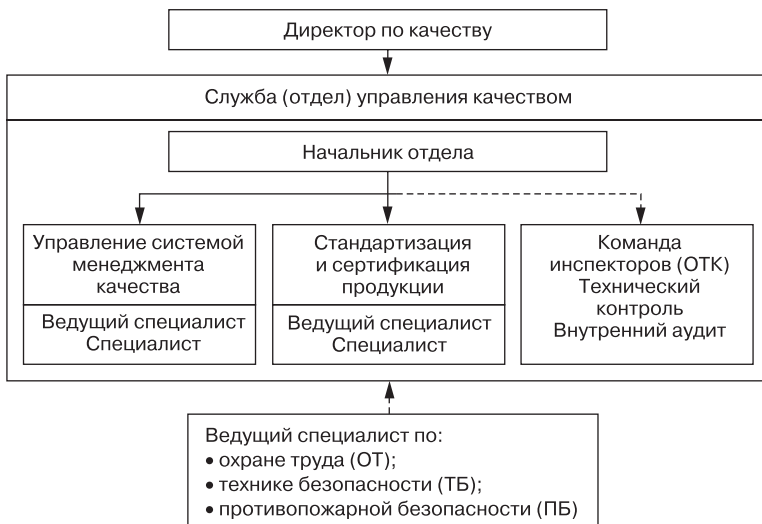 Директор по качеству
Служба (отдел) управления качеством
Начальник отдела
Управление системой
менеджмента
качества
Ведущий специалист
Специалист
Стандартизация
и сертификация
продукции
Ведущий специалист
Специалист
Команда
инспекторов (ОТК)
Технический
контроль
Внутренний аудит
Ведущий специалист по:
• охране труда (ОТ);
• технике безопасности (ТБ);
• противопожарной безопасности (ПБ)